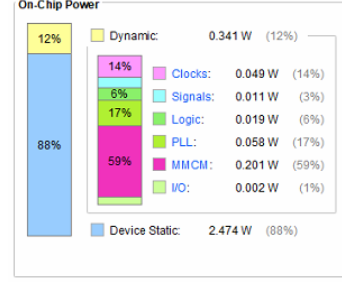 On-Chip Power
12%
88%
Dynamic: 0.341 W (12%)
14%
6%
17%
59%
Clocks: 0.049 W (14%)
Signals: 0.011 W (3%)
Logic: 0.019 W (6%)
PLL: 0.058 W (17%)
MMCM: 0.201 W (59%)
I/O: 0.002 W (1%)
Device Static: 2.474 W (88%)